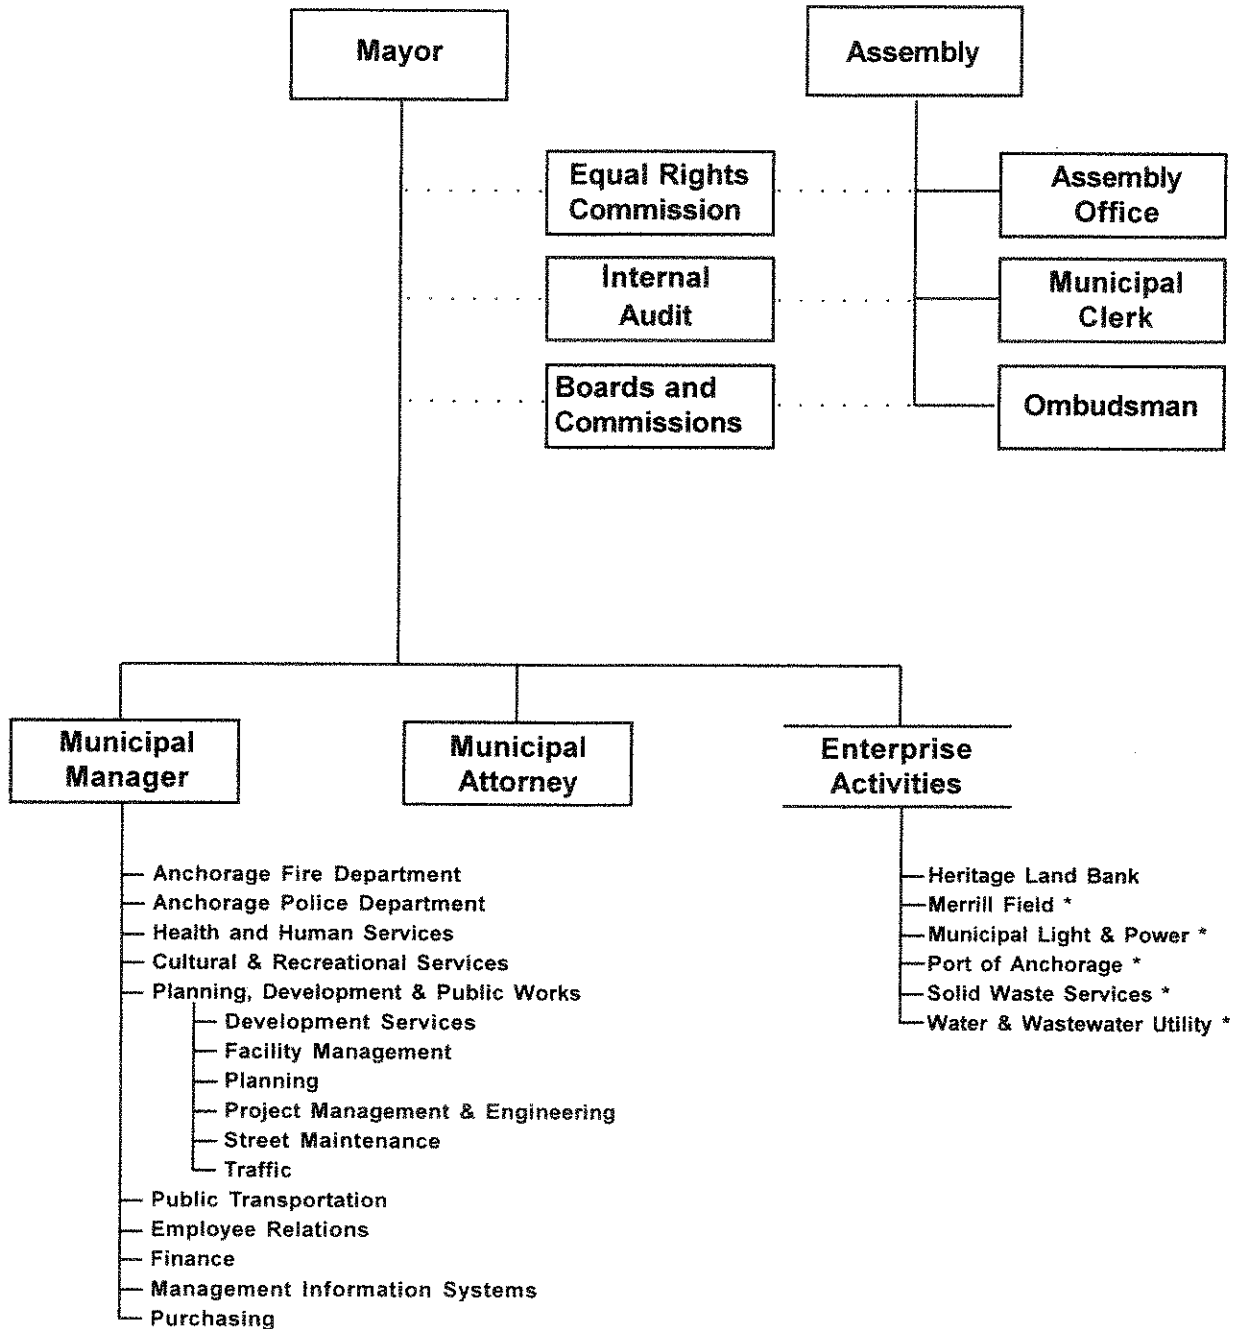 Mayor
Assembly
Equal Rights
Commission
Assembly
Office
Internal
Audit
Municipal
Clerk
Boards and
Commissions
Ombudsman
Municipal
Manager
Municipal
Attorney
Enterprise
Activities
Anchorage Fire Department
Anchorage Police Department
Health and Human Services
Cultural & Recreational Services
Planning, Development & Public Works
Development Services
Facility Management
Planning
Project Management & Engineering
Street Maintenance
Traffic
Public Transportation
Employee Relations
Finance
Management Information Systems
Purchasing
Heritage Land Bank
Merrill Field *
Municipal Light & Power *
Port of Anchorage *
Solid Waste Services *
Water & Wastewater Utility *